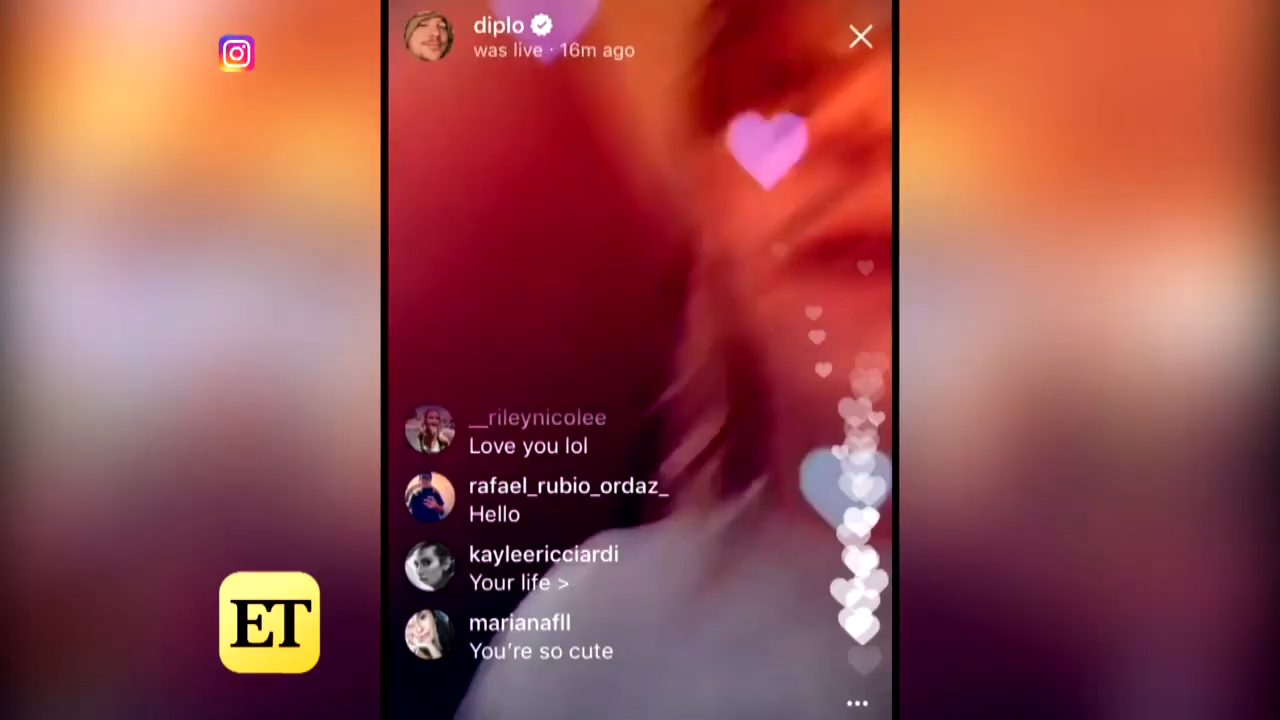 diplo
was live · 16m ago
__rileynicolee
Love you lol
rafael_rubio_ordaz_
Hello
kayleericciardi
Your life >
marianafll
You're so cute
ET